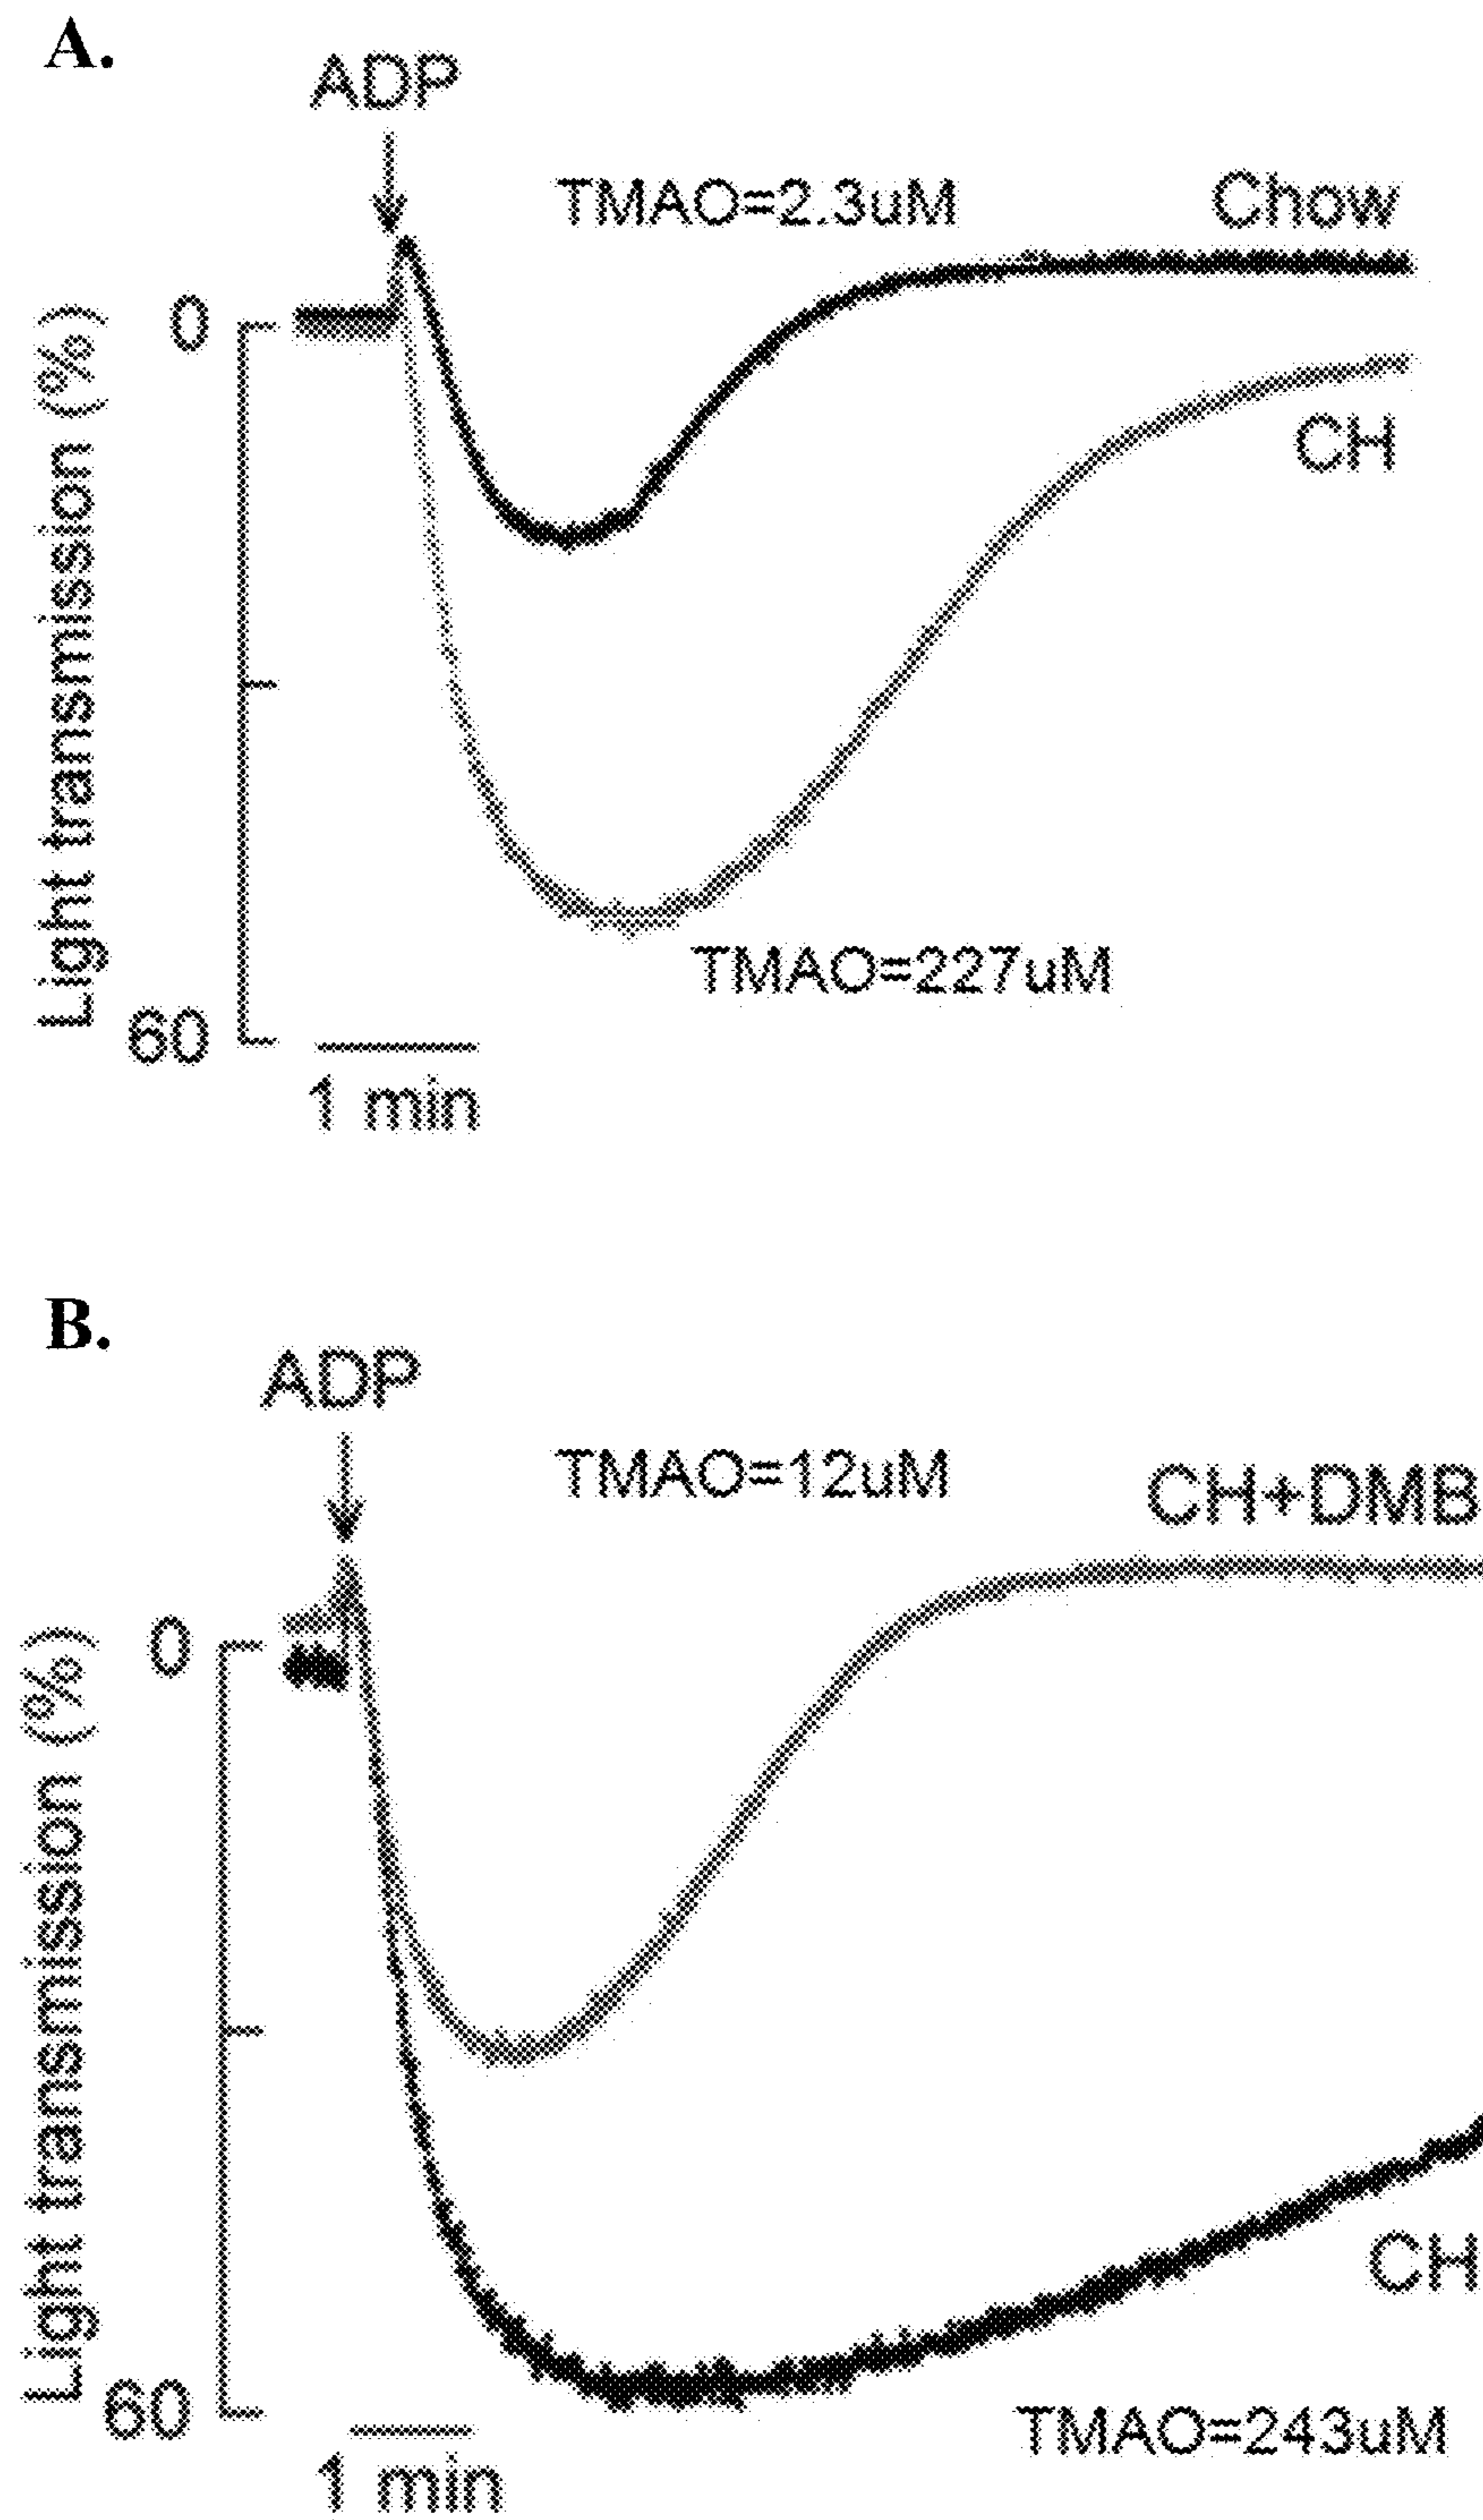 A.
ADP
TMAO=2.3uM
Chow
0
CH
Light transmission (%)
TMAO=227uM
60
1 min
B.
ADP
TMAO=12uM
CH+DMB
0
Light transmission (%)
CH
60
TMAO=243uM
1 min